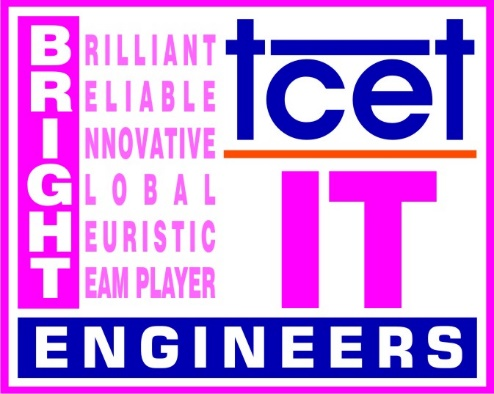 BRILLIANT
RELIABLE
INNOVATIVE
GLOBAL
HEURISTIC
TEAM PLAYER
tcet
IT
ENGINEERS